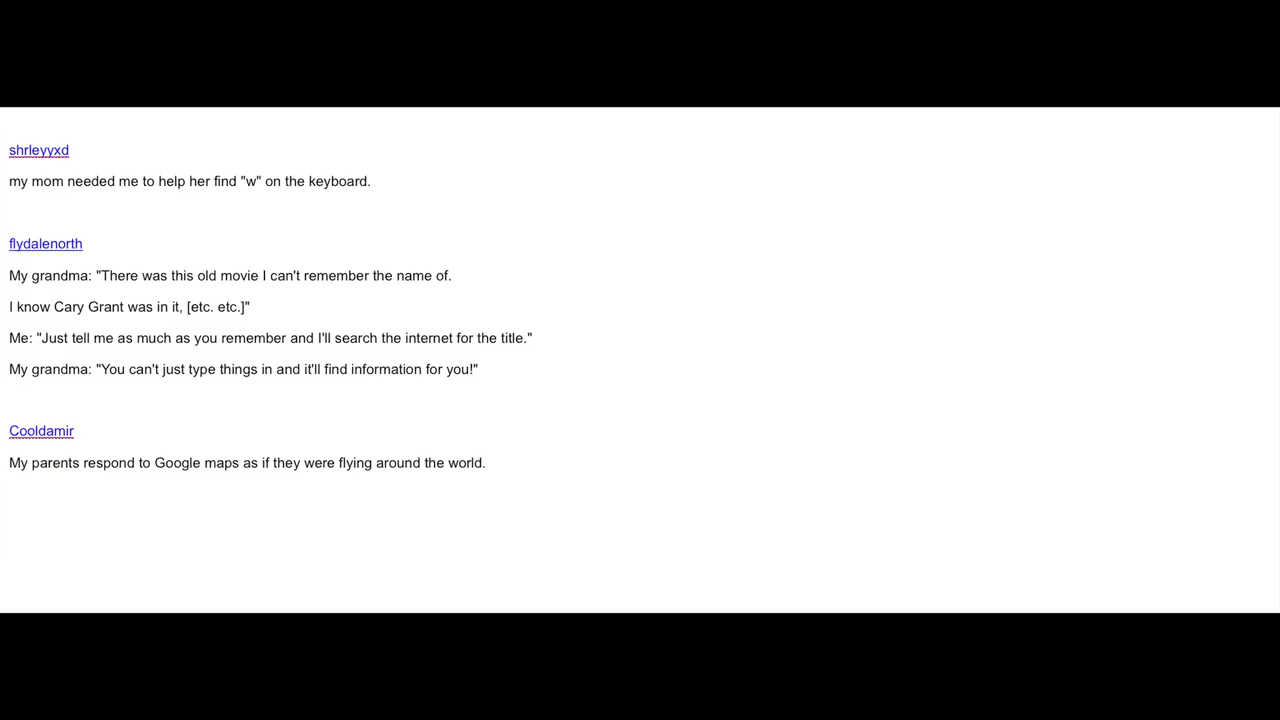 shrleyyxd
my mom needed me to help her find "w" on the keyboard.
flydalenorth
My grandma: "There was this old movie I can't remember the name of.
I know Cary Grant was in it, [etc. etc.]"
Me: "Just tell me as much as you remember and I'll search the internet for the title."
My grandma: "You can't just type things in and it'll find information for you!"
Cooldamir
My parents respond to Google maps as if they were flying around the world.